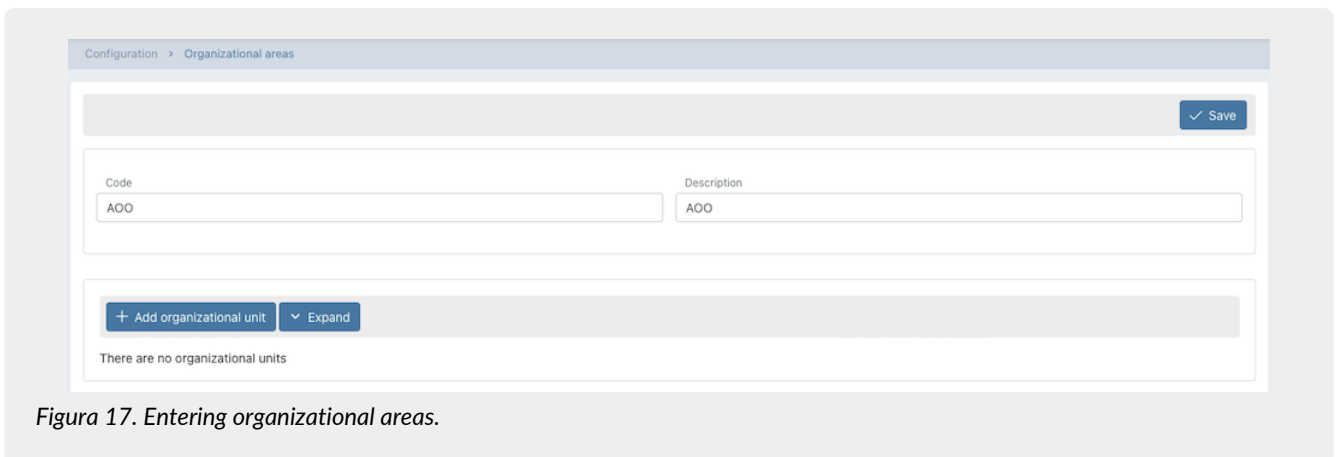 Configuration > Organizational areas
Save
Code
Description
AOO
AOO
Add organizational unit
Expand
There are no organizational units
Figura 17. Entering organizational areas.